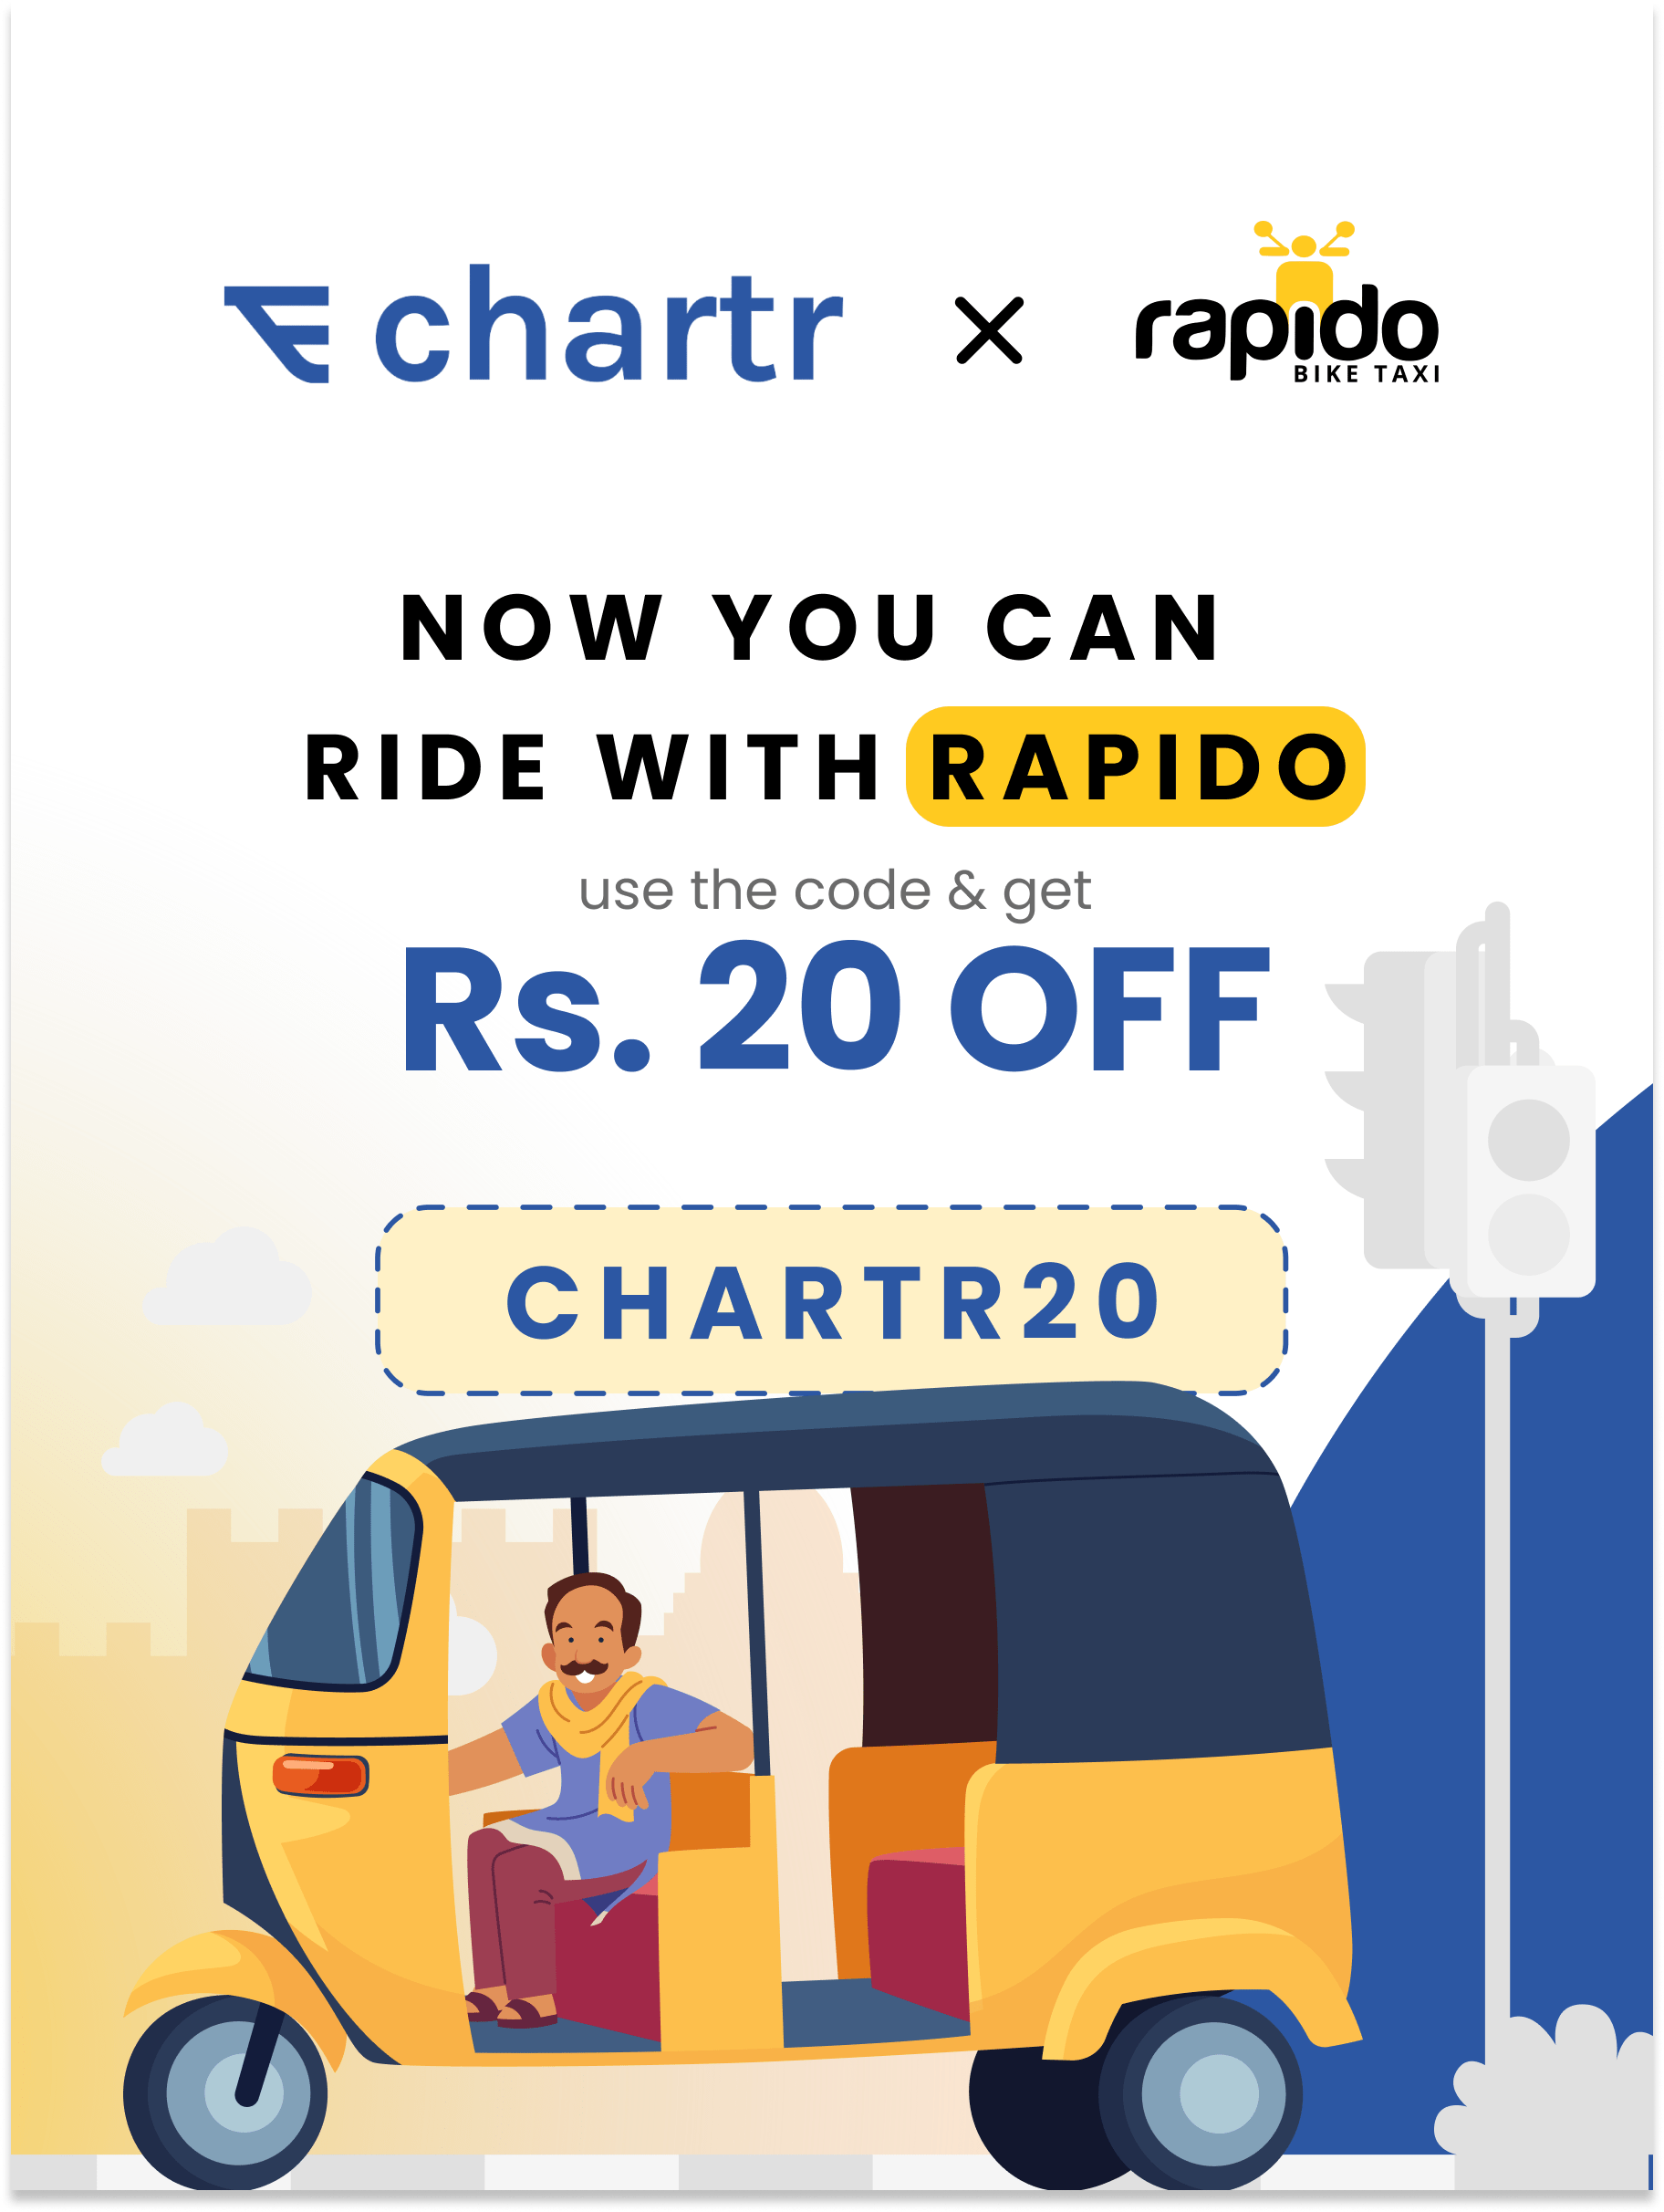 chartr × rapido
BIKE TAXI
NOW YOU CAN
RIDE WITH RAPIDO
use the code & get
Rs. 20 OFF
CHARTR20